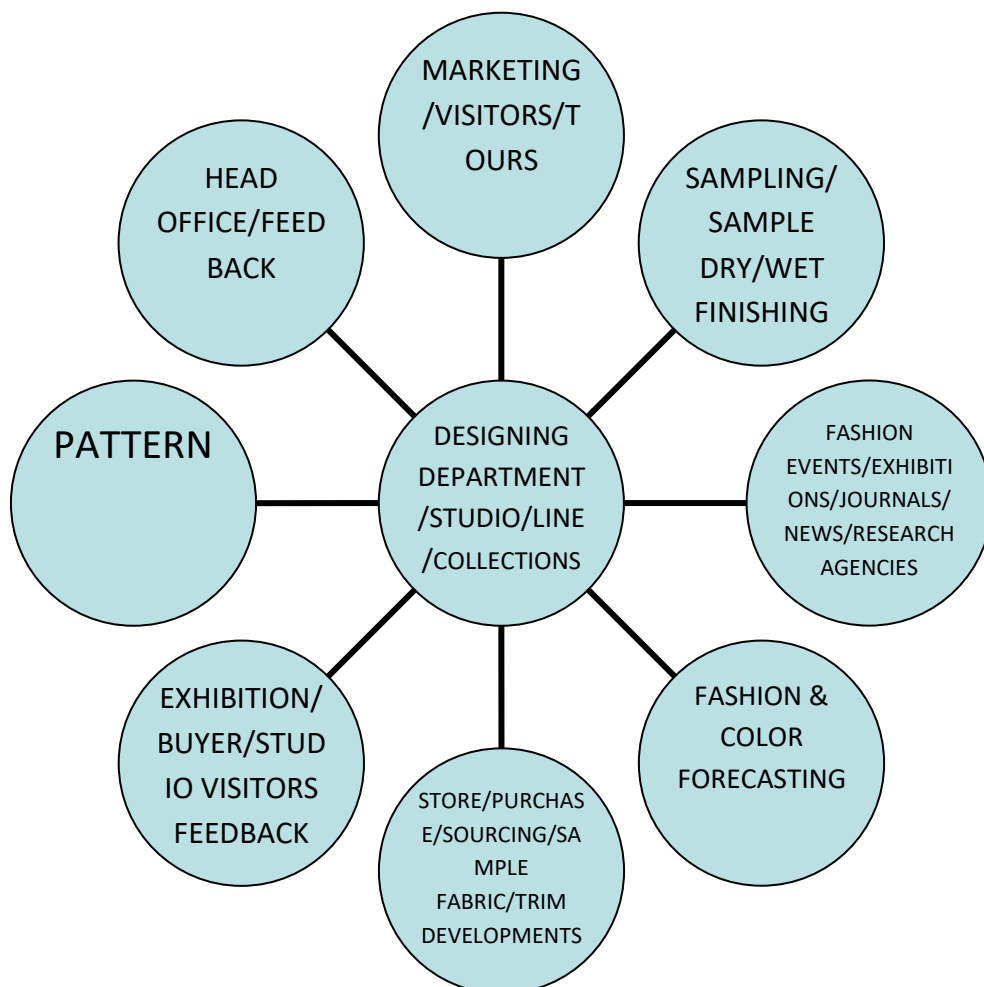 MARKETING
/VISITORS/T
OURS
HEAD
OFFICE/FEED
BACK
SAMPLING/
SAMPLE
DRY/WET
FINISHING
PATTERN
DESIGNING
DEPARTMENT
/STUDIO/LINE
/COLLECTIONS
FASHION
EVENTS/EXHIBITI
ONS/JOURNALS/
NEWS/RESEARCH
AGENCIES
EXHIBITION/
BUYER/STUD
IO VISITORS
FEEDBACK
FASHION &
COLOR
FORECASTING
STORE/PURCHAS
E/SOURCING/SA
MPLE
FABRIC/TRIM
DEVELOPMENTS